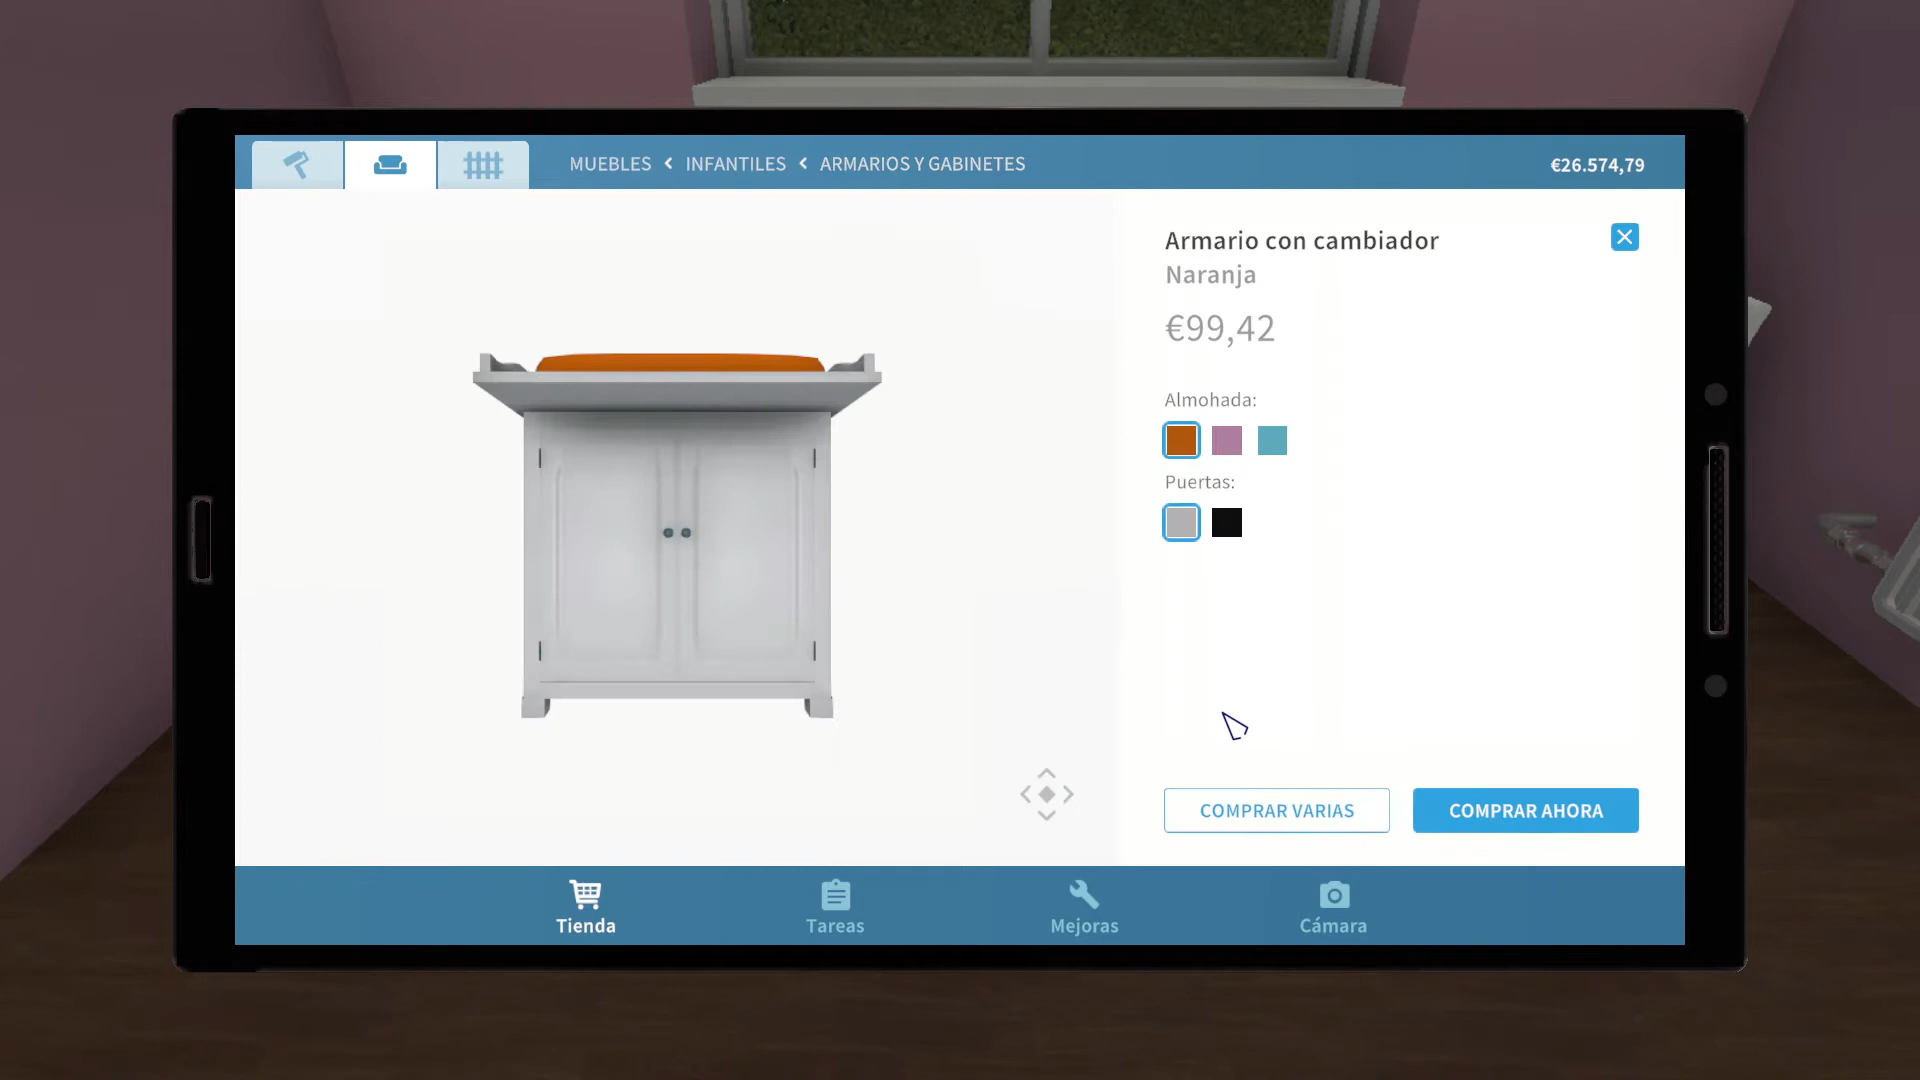 MUEBLES < INFANTILES < ARMARIOS Y GABINETES
€26.574,79
Armario con cambiador
Naranja
€99,42
Almohada:
Puertas:
COMPRAR VARIAS
COMPRAR AHORA
Tienda
Tareas
Mejoras
Cámara